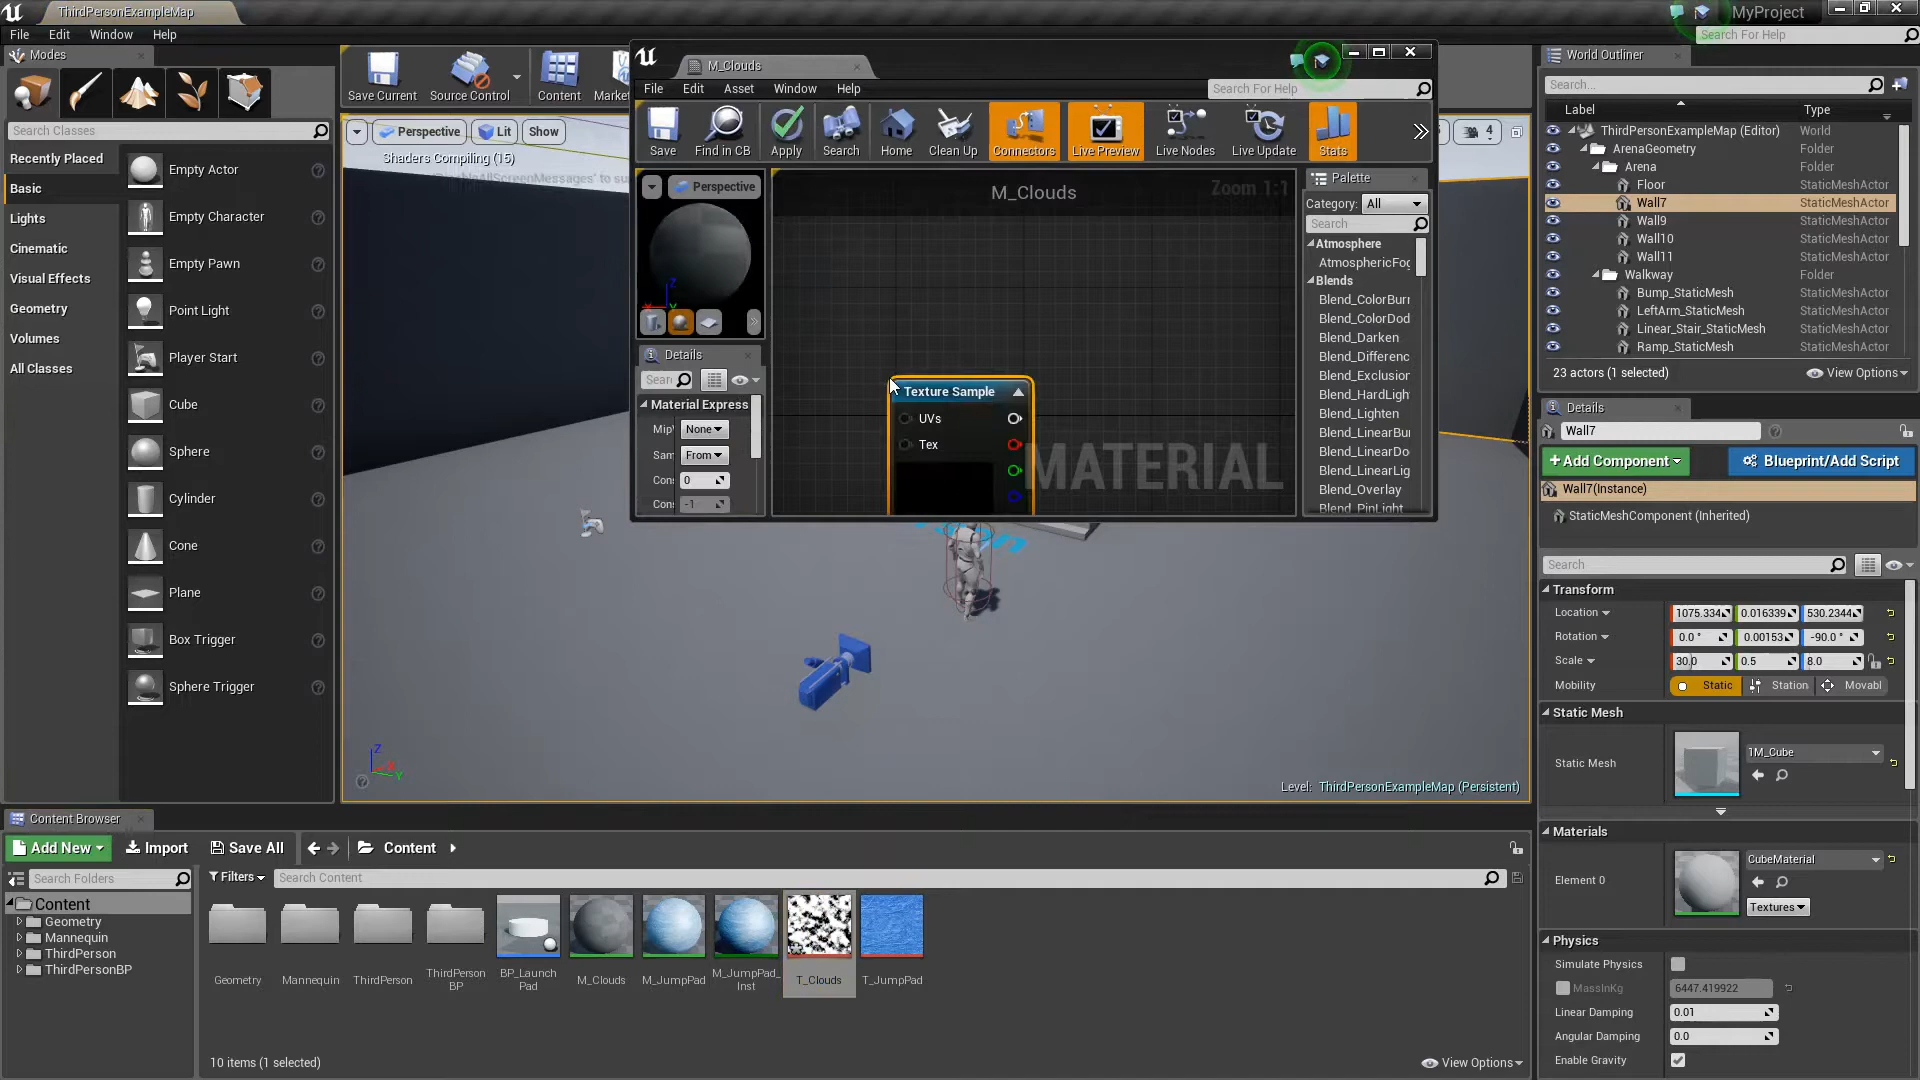 ThirdPersonExampleMap
MyProject
File Edit Window Help
Search For Help
Modes
Search Classes
Recently Placed
Basic
Lights
Cinematic
Visual Effects
Geometry
Volumes
All Classes
Empty Actor
Empty Character
Empty Pawn
Point Light
Player Start
Cube
Sphere
Cylinder
Cone
Plane
Box Trigger
Sphere Trigger
Save Current
Source Control
Content
Perspective
Lit
Show
4
Shaders Compiling (15)
M_Clouds
File Edit Asset Window Help
Search For Help
Save
Find in CB
Apply
Search
Home
Clean Up
Connectors
Live Preview
Live Nodes
Live Update
Stats
Perspective
M_Clouds
Zoom 1:1
Details
Material Express
None
From
0
-1
Texture Sample
UVs
Tex
MATERIAL
Palette
Category: All
Search
Atmosphere
AtmosphericFog
Blends
Blend_ColorBurn
Blend_ColorDod
Blend_Darken
Blend_Differenc
Blend_Exclusion
Blend_HardLigh
Blend_Lighten
Blend_LinearBu
Blend_LinearDo
Blend_LinearLig
Blend_Overlay
Blend_PinLight
Level: ThirdPersonExampleMap (Persistent)
World Outliner
Search...
Label Type
ThirdPersonExampleMap (Editor) World
ArenaGeometry Folder
Arena Folder
Floor StaticMeshActor
Wall7 StaticMeshActor
Wall9 StaticMeshActor
Wall10 StaticMeshActor
Wall11 StaticMeshActor
Walkway Folder
Bump_StaticMesh StaticMeshActor
LeftArm_StaticMesh StaticMeshActor
Linear_Stair_StaticMesh StaticMeshActor
Ramp_StaticMesh StaticMeshActor
23 actors (1 selected)
View Options
Details
Wall7
+Add Component
Blueprint/Add Script
Wall7(Instance)
StaticMeshComponent (Inherited)
Search
Transform
Location 1075.334 0.016339 530.2344
Rotation 0.0 ° 0.00153 -90.0 °
Scale 30.0 0.5 8.0
Mobility Static Station Movabl
Static Mesh
Static Mesh
1M_Cube
Materials
Element 0
CubeMaterial
Textures
Physics
Simulate Physics
MassInKg 6447.419922
Linear Damping 0.01
Angular Damping 0.0
Enable Gravity
Content Browser
Add New
Import
Save All
Content
Search Folders
Filters
Search Content
Content
Geometry
Mannequin
ThirdPerson
ThirdPersonBP
Geometry
Mannequin
ThirdPerson
ThirdPerson
BP
BP_Launch
Pad
M_Clouds
M_JumpPad
M_JumpPad_
Inst
T_Clouds
T_JumpPad
10 items (1 selected)
View Options